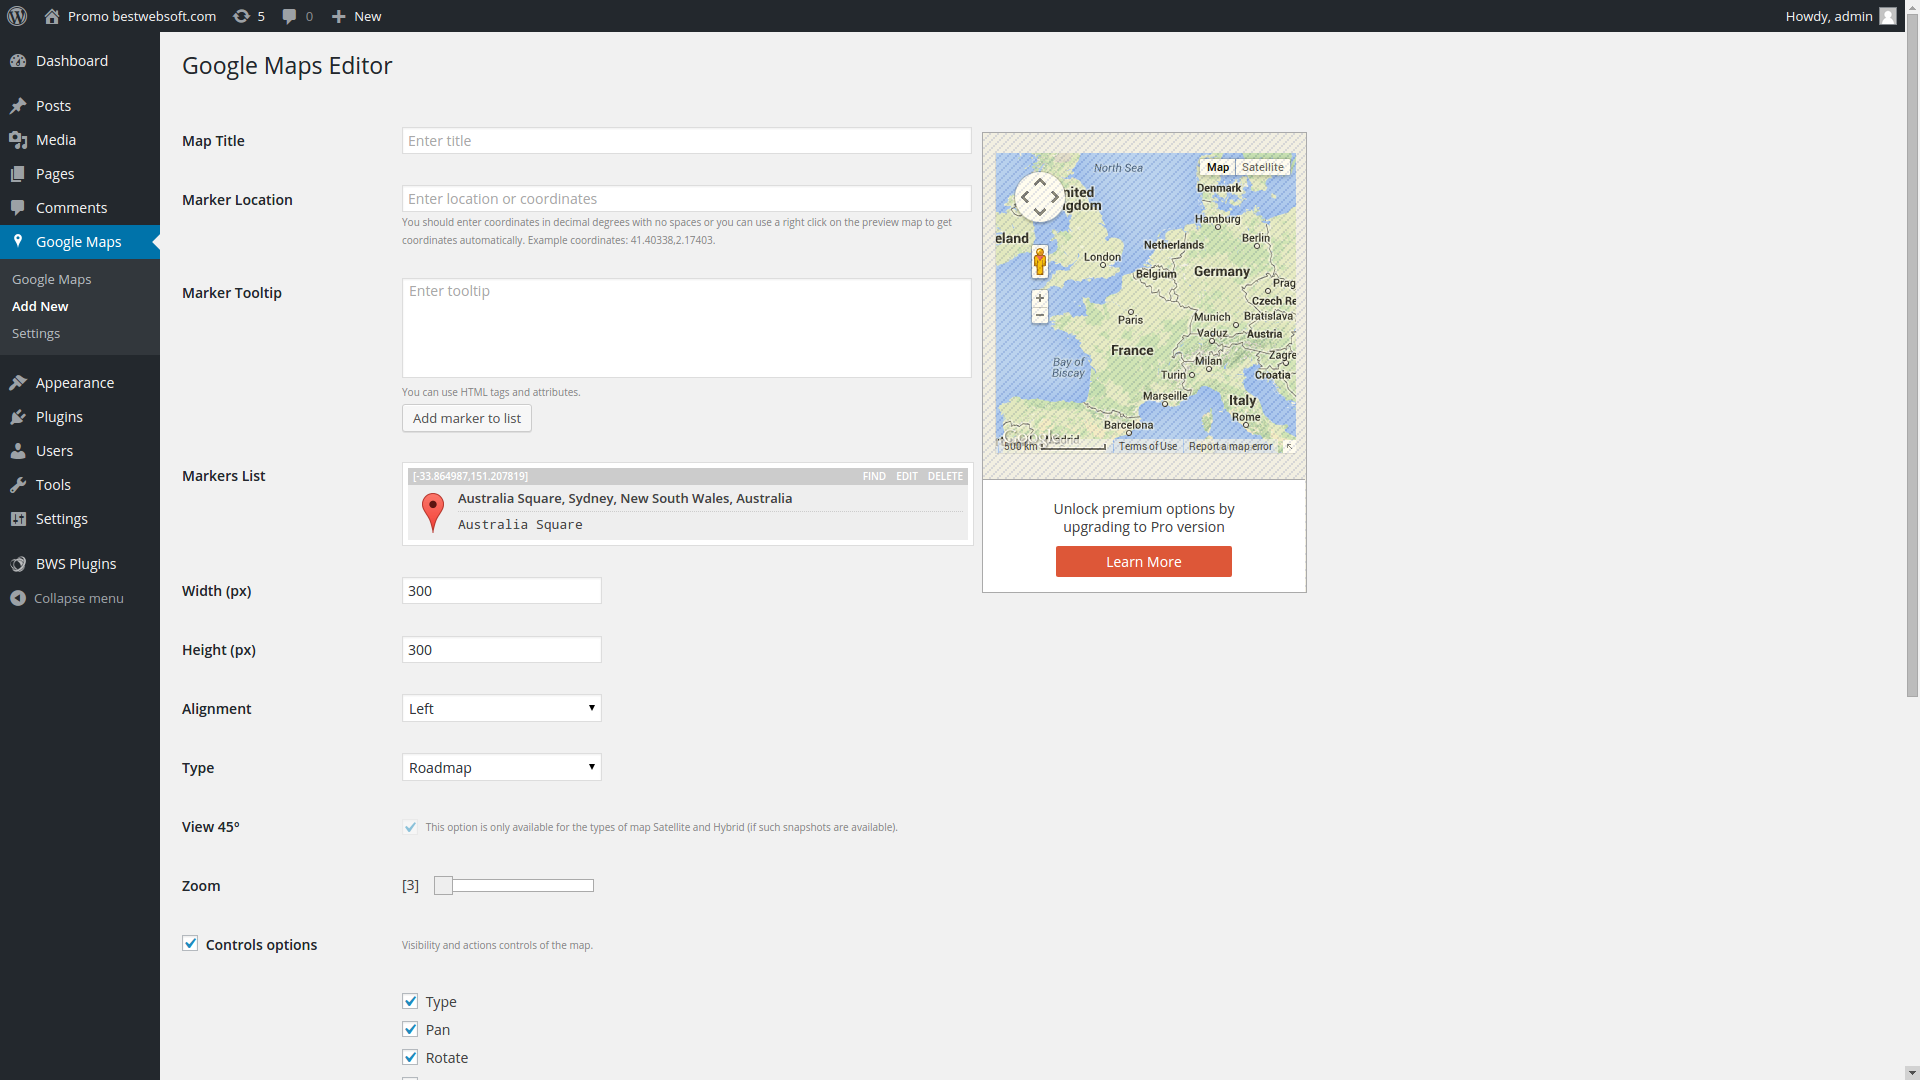 Promo bestwebsoft.com 5 0 New Howdy, admin
Dashboard
Posts
Media
Pages
Comments
Google Maps
Google Maps
Add New
Settings
Appearance
Plugins
Users
Tools
Settings
BWS Plugins
Collapse menu
Google Maps Editor
Map Title
Enter title
Marker Location
Enter location or coordinates
You should enter coordinates in decimal degrees with no spaces or you can use a right click on the preview map to get
coordinates automatically. Example coordinates: 41.40338,2.17403.
Marker Tooltip
Enter tooltip
You can use HTML tags and attributes.
Add marker to list
Markers List
[-33.864987,151.207819] FIND EDIT DELETE
Australia Square, Sydney, New South Wales, Australia
Australia Square
Width (px)
300
Height (px)
300
Alignment
Left
Type
Roadmap
View 45°
This option is only available for the types of map Satellite and Hybrid (if such snapshots are available).
Zoom
[3]
Controls options
Visibility and actions controls of the map.
Type
Pan
Rotate
North Sea
Map Satellite
Denmark
nited
gdom
Hamburg
eland
Berlin
Netherlands
London
Belgium
Germany
Prag
Czech Re
Paris
Munich
Bratislava
Vaduz
Austria
France
Milan
Zagre
Bay of
Biscay
Turin
Croatia
Marseille
Italy
Rome
Barcelona
Google
500 km Terms of Use Report a map error
Unlock premium options by
upgrading to Pro version
Learn More